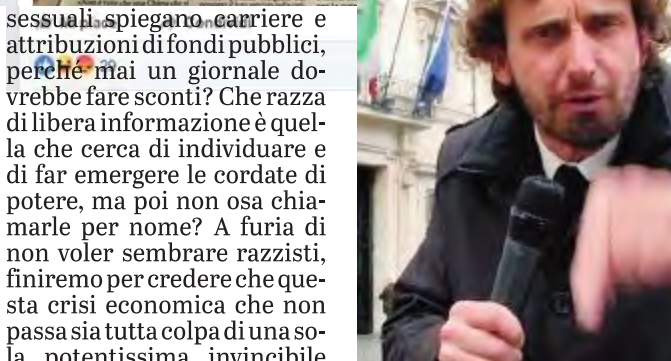 sessuali spiegano carriere e
attribuzioni di fondi pubblici,
perché mai un giornale do-
vrebbe fare sconti? Che razza
di libera informazione è quel-
la che cerca di individuare e
di far emergere le cordate di
potere, ma poi non osa chia-
marle per nome? A furia di
non voler sembrare razzisti,
finiremo per credere che que-
sta crisi economica che non
passa sia tutta colpa di una so-
la, potentissima, invincibile